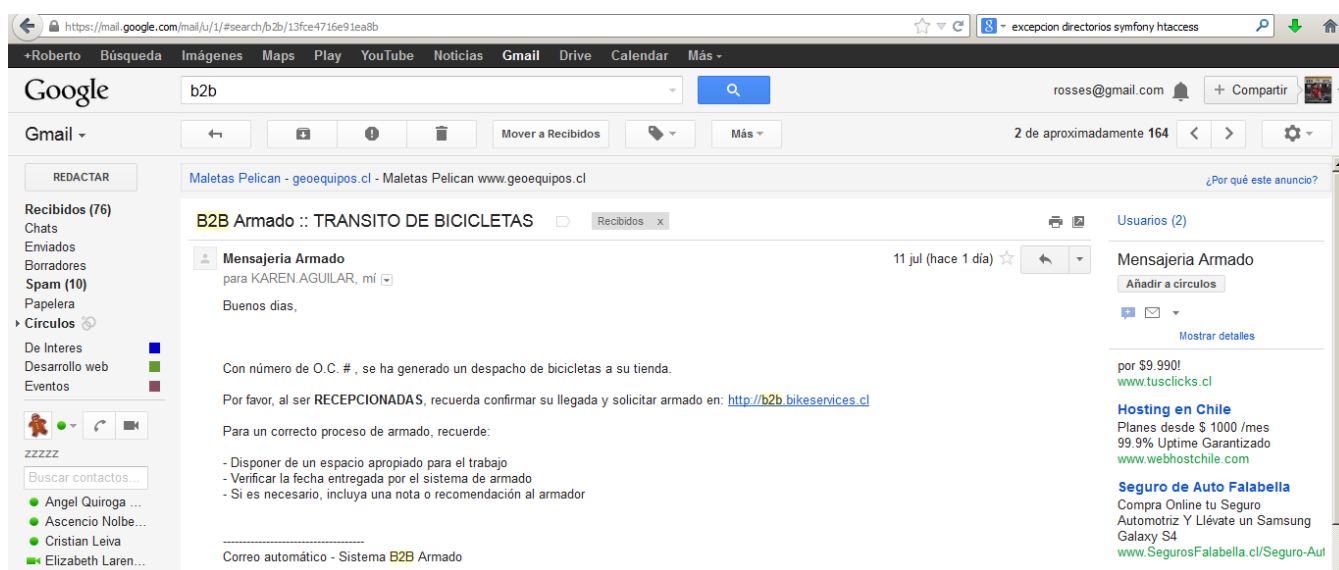 https://mail.google.com/mail/u/1/#search/b2b/13fce4716e91ea8b
excepcion directorios symfony htaccess
+Roberto Búsqueda Imágenes Maps Play YouTube Noticias Gmail Drive Calendar Más
Google
b2b
rosses@gmail.com
+ Compartir
Gmail
Mover a Recibidos
Más
2 de aproximadamente 164
REDACTAR
Recibidos (76)
Chats
Enviados
Borradores
Spam (10)
Papelera
Círculos
De Interes
Desarrollo web
Eventos
zzzzz
Buscar contactos...
Angel Quiroga ...
Ascencio Nolbe...
Cristian Leiva
Elizabeth Laren...
Maletas Pelican - geoequipos.cl - Maletas Pelican www.geoequipos.cl
¿Por qué este anuncio?
B2B Armado :: TRANSITO DE BICICLETAS
Recibidos x
Mensajeria Armado
11 jul (hace 1 día)
para KAREN.AGUILAR, mí
Buenos dias,
Con número de O.C. # , se ha generado un despacho de bicicletas a su tienda.
Por favor, al ser RECEPCIONADAS, recuerda confirmar su llegada y solicitar armado en: http://b2b.bikeservices.cl
Para un correcto proceso de armado, recuerde:
- Disponer de un espacio apropiado para el trabajo
- Verificar la fecha entregada por el sistema de armado
- Si es necesario, incluya una nota o recomendación al armador
------------------------------------
Correo automático - Sistema B2B Armado
Usuarios (2)
Mensajeria Armado
Añadir a círculos
Mostrar detalles
por $9.990!
www.tusclicks.cl
Hosting en Chile
Planes desde $ 1000 /mes
99.9% Uptime Garantizado
www.webhostchile.com
Seguro de Auto Falabella
Compra Online tu Seguro
Automotriz Y Llévate un Samsung
Galaxy S4
www.SegurosFalabella.cl/Seguro-Aut